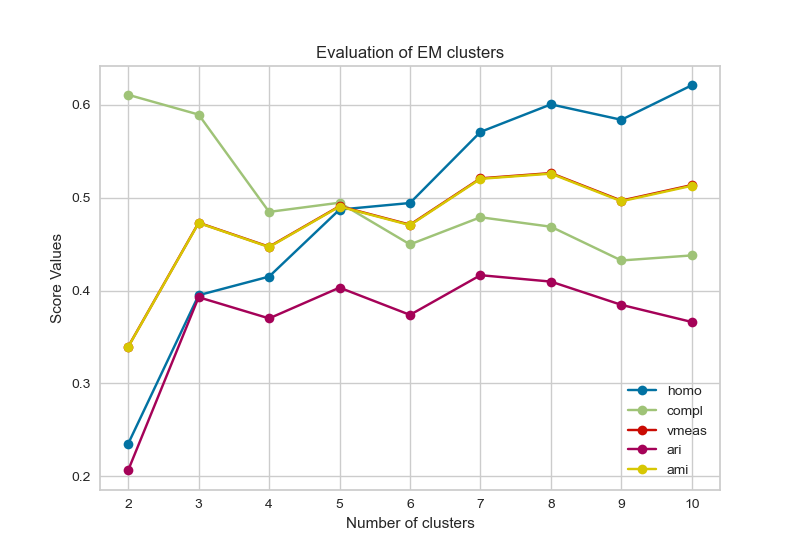 Evaluation of EM clusters
Score Values
0.6
0.5
0.4
0.3
0.2
homo
compl
vmeas
ari
ami
2 3 4 5 6 7 8 9 10
Number of clusters